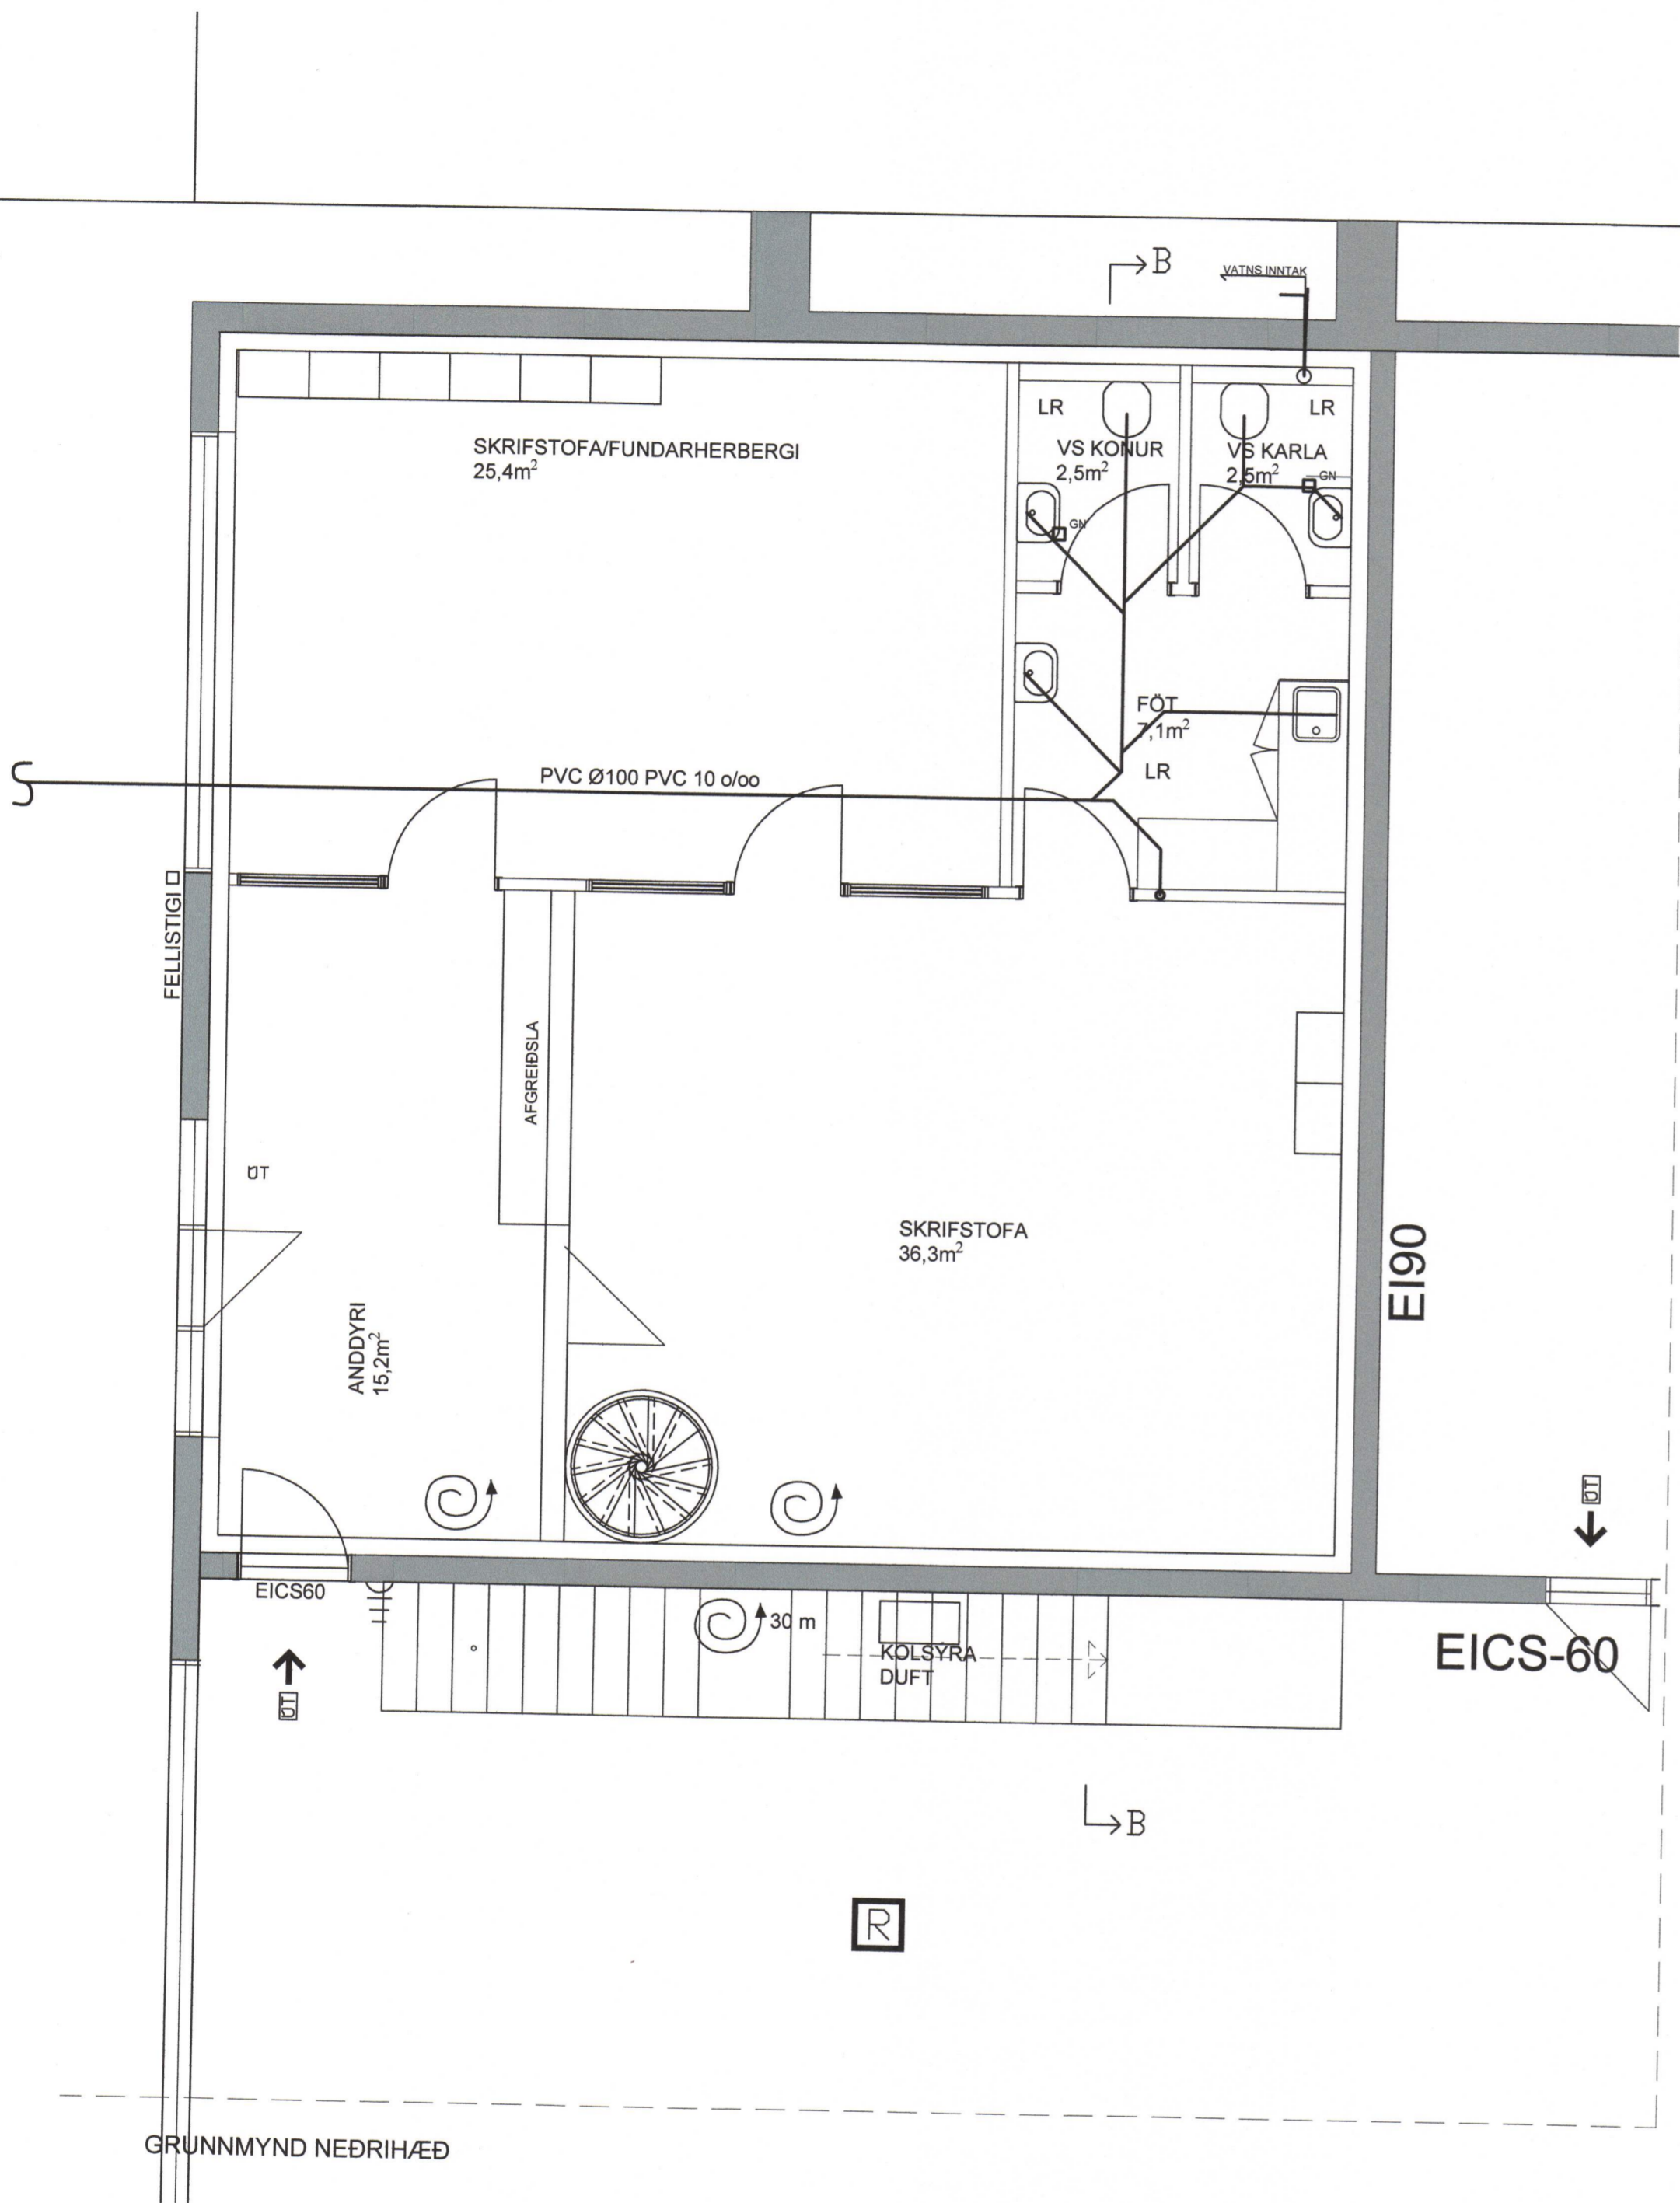 B
VATNS INNTAK
LR
LR
SKRIFSTOFA/FUNDARHERBERGI
25,4m²
VS KONUR
2,5m²
VS KARLA
2,5m²
GN
GN
FÖT
7,1m²
LR
PVC Ø100 PVC 10 o/oo
FELLISTIGI
AFGREIÐSLA
ÚT
SKRIFSTOFA
36,3m²
EI90
ANDDYRI
15,2m²
ÚT
EICS60
30 m
KOLSÝRA
DUFT
EICS-60
ÚT
B
R
GRUNNMYND NEÐRIHÆÐ